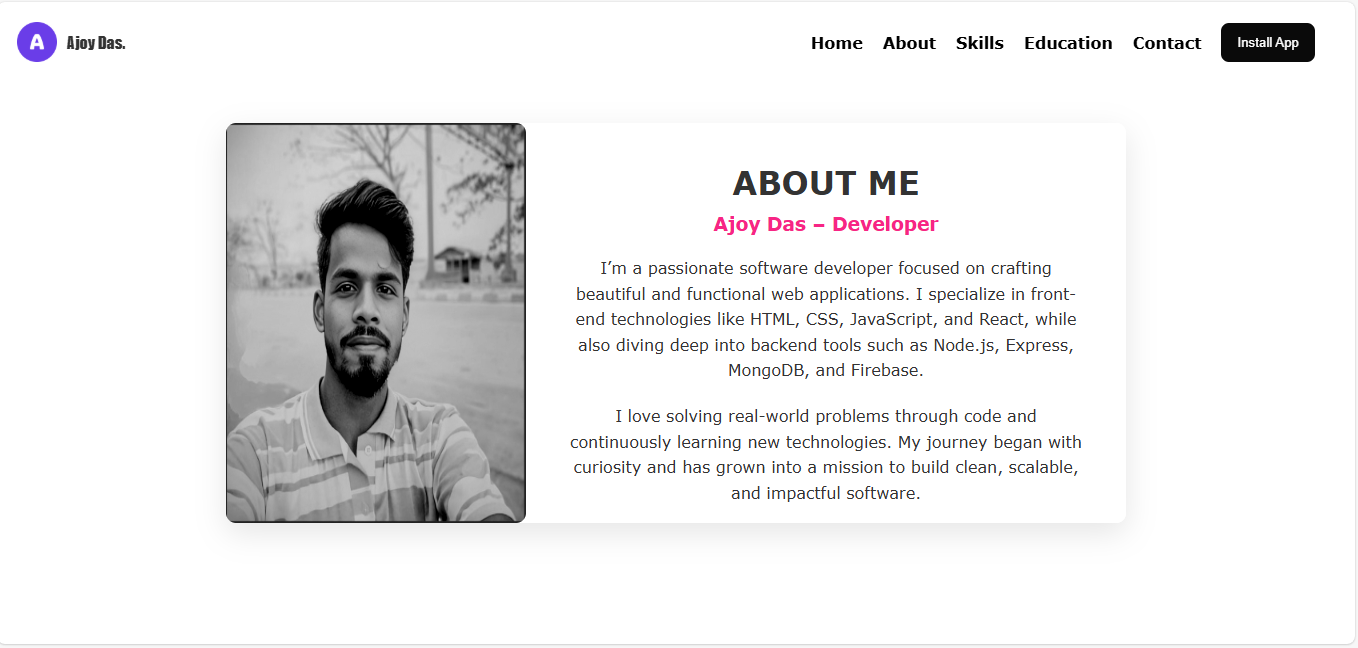 A Ajoy Das. Home About Skills Education Contact Install App
ABOUT ME
Ajoy Das – Developer
I’m a passionate software developer focused on crafting
beautiful and functional web applications. I specialize in front-
end technologies like HTML, CSS, JavaScript, and React, while
also diving deep into backend tools such as Node.js, Express,
MongoDB, and Firebase.
I love solving real-world problems through code and
continuously learning new technologies. My journey began with
curiosity and has grown into a mission to build clean, scalable,
and impactful software.